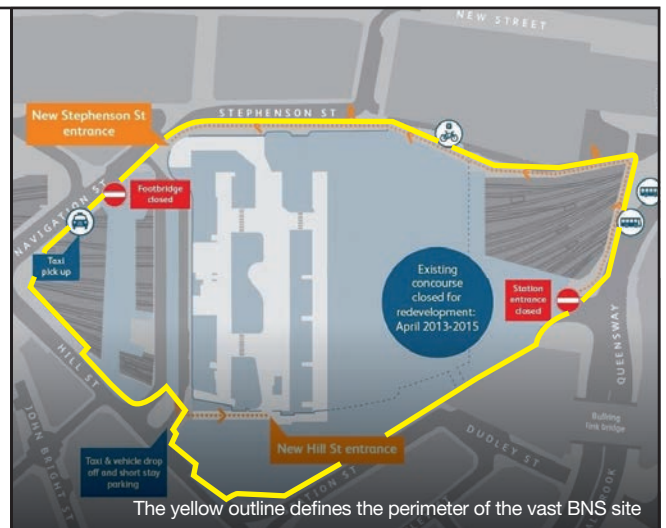 NEW STREET
STEPHENSON ST
New Stephenson St
entrance
NAVIGATION ST
Footbridge
closed
Taxi
pick up
Existing
concourse
closed for
redevelopment:
April 2013-2015
Station
entrance
closed
QUEENSWAY
HILL ST
JOHN BRIGHT ST
Taxi & vehicle drop
off and short stay
parking
New Hill St entrance
DUDLEY ST
Bullring
link bridge
The yellow outline defines the perimeter of the vast BNS site